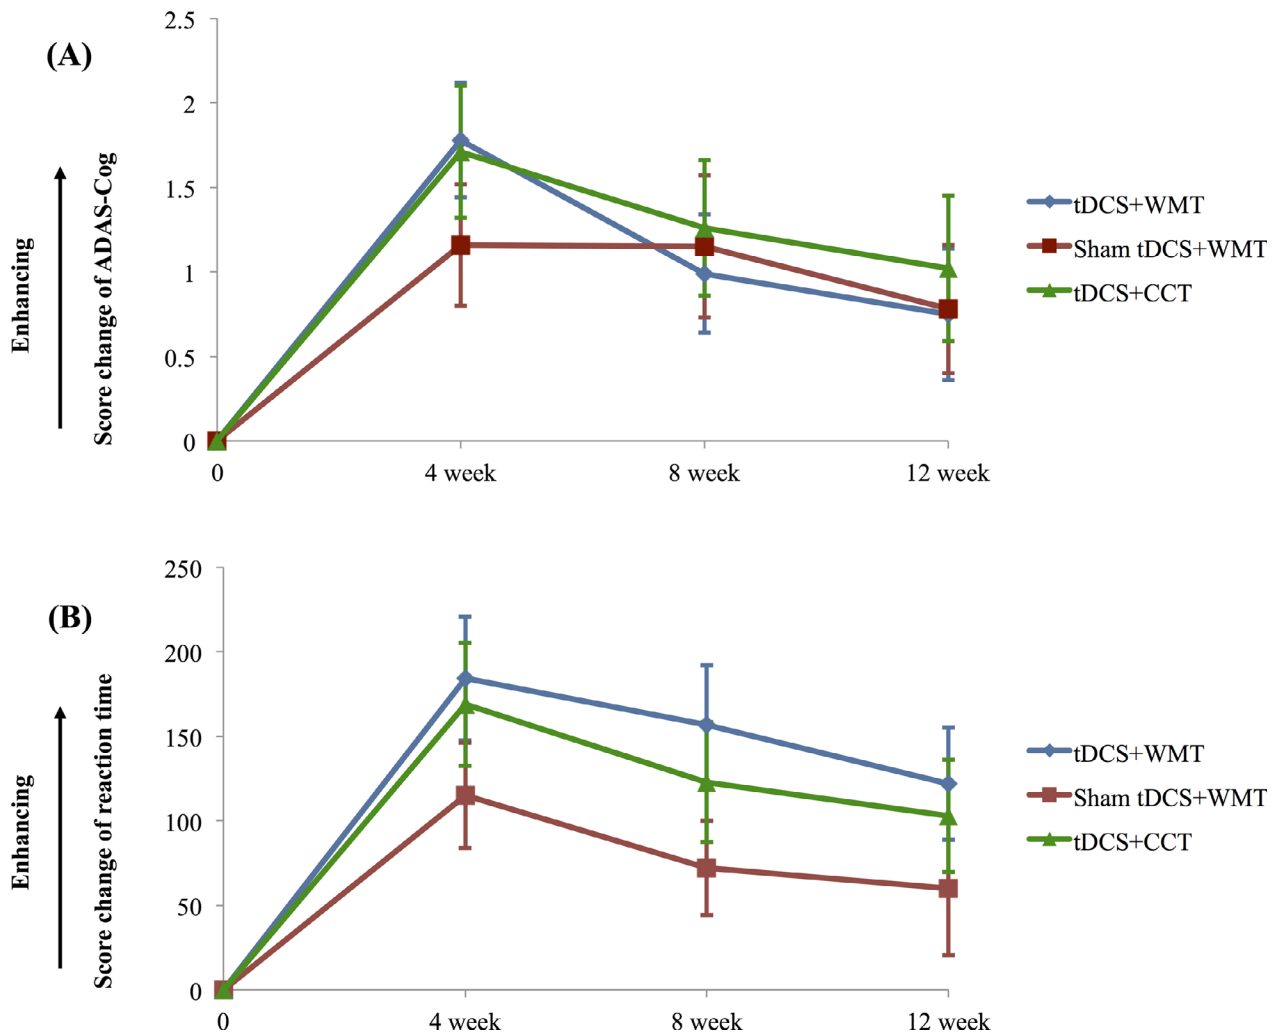 (A)
Enhancing
Score change of ADAS-Cog
2.5
2
1.5
1
0.5
0
0
4 week
8 week
12 week
tDCS+WMT
Sham tDCS+WMT
tDCS+CCT
(B)
Enhancing
Score change of reaction time
250
200
150
100
50
0
0
4 week
8 week
12 week
tDCS+WMT
Sham tDCS+WMT
tDCS+CCT